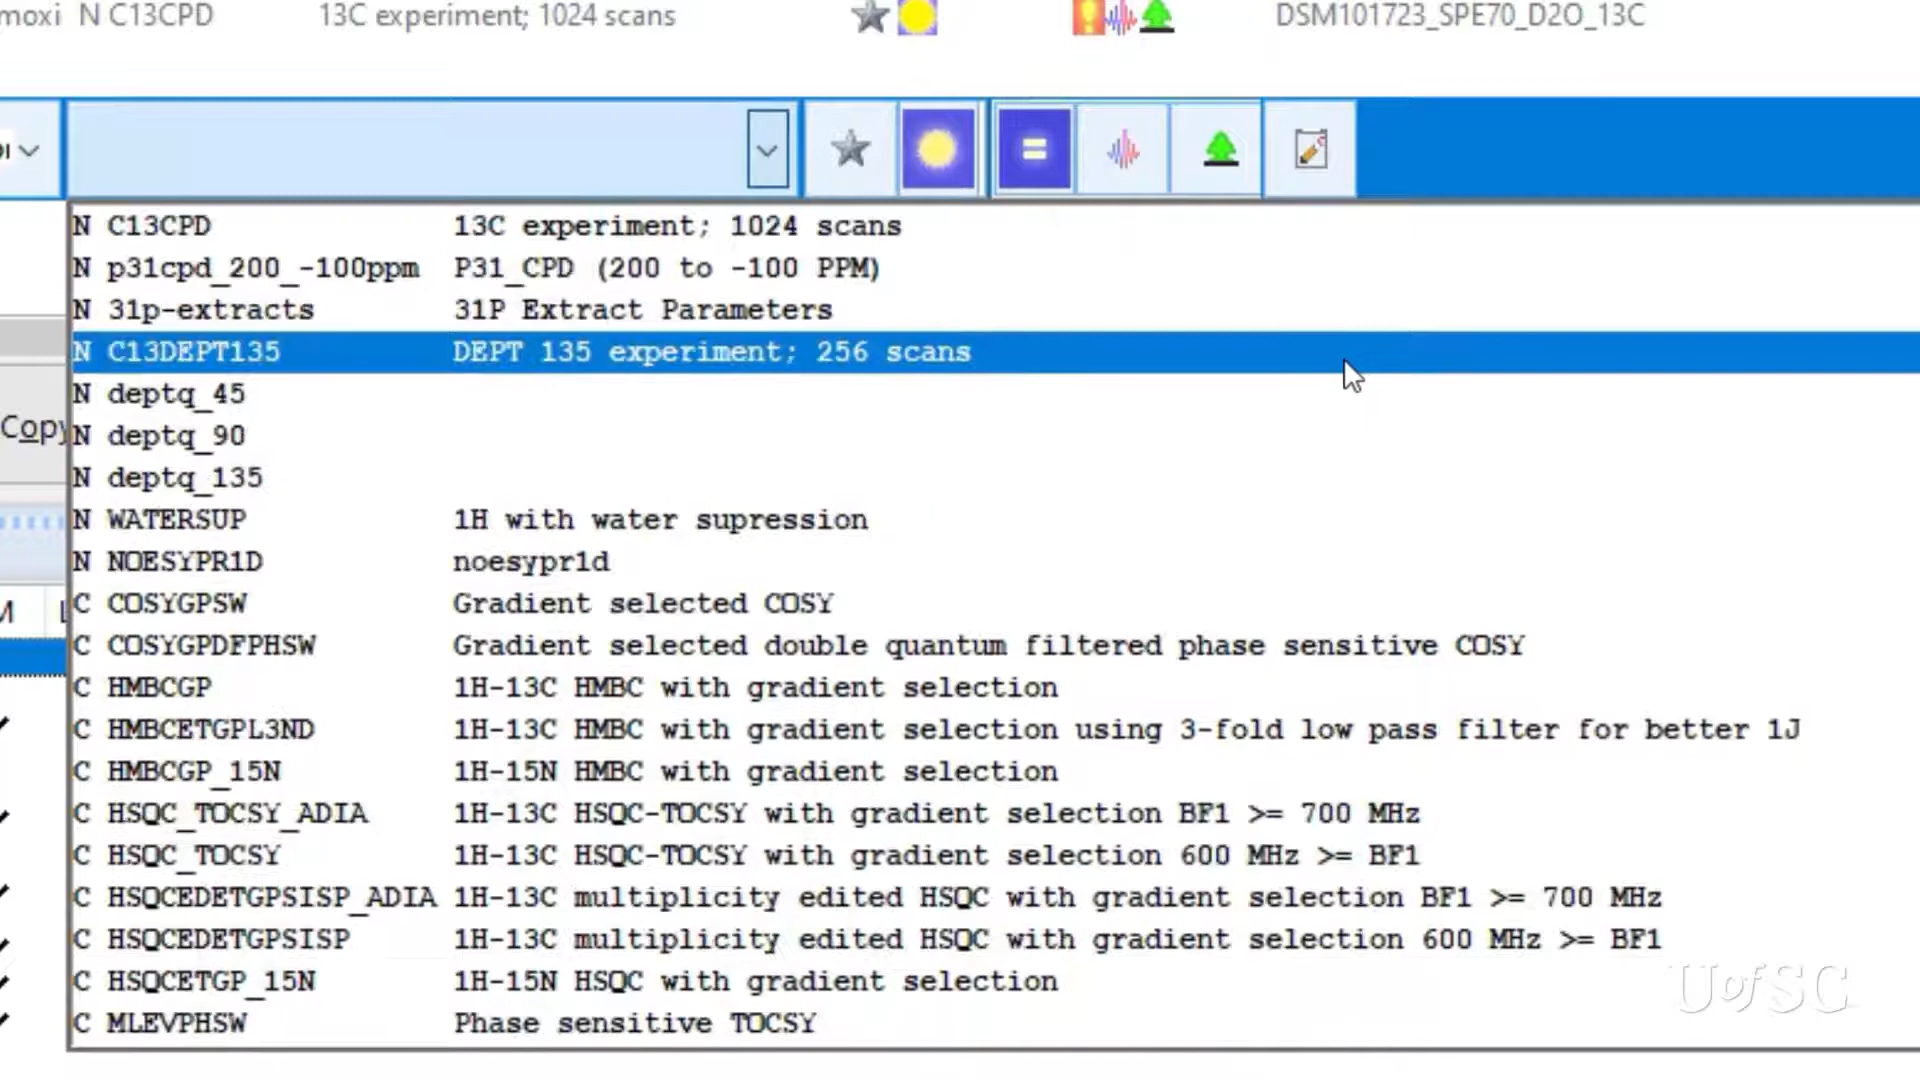 moxi N C13CPD 13C experiment; 1024 scans DSM101723_SPE70_D2O_13C
N C13CPD 13C experiment; 1024 scans
N p31cpd_200_-100ppm P31_CPD (200 to -100 PPM)
N 31p-extracts 31P Extract Parameters
N C13DEPT135 DEPT 135 experiment; 256 scans
N deptq_45
Copy
N deptq_90
N deptq_135
N WATERSUP 1H with water supression
N NOESYPR1D noesypr1d
C COSYGPSW Gradient selected COSY
C COSYGPDFPHSW Gradient selected double quantum filtered phase sensitive COSY
C HMBCGP 1H-13C HMBC with gradient selection
C HMBCETGPL3ND 1H-13C HMBC with gradient selection using 3-fold low pass filter for better 1J
C HMBCGP_15N 1H-15N HMBC with gradient selection
C HSQC_TOCSY_ADIA 1H-13C HSQC-TOCSY with gradient selection BF1 >= 700 MHz
C HSQC_TOCSY 1H-13C HSQC-TOCSY with gradient selection 600 MHz >= BF1
C HSQCEDETGPSISP_ADIA 1H-13C multiplicity edited HSQC with gradient selection BF1 >= 700 MHz
C HSQCEDETGPSISP 1H-13C multiplicity edited HSQC with gradient selection 600 MHz >= BF1
C HSQCETGP_15N 1H-15N HSQC with gradient selection
C MLEVPHSW Phase sensitive TOCSY
UofSC